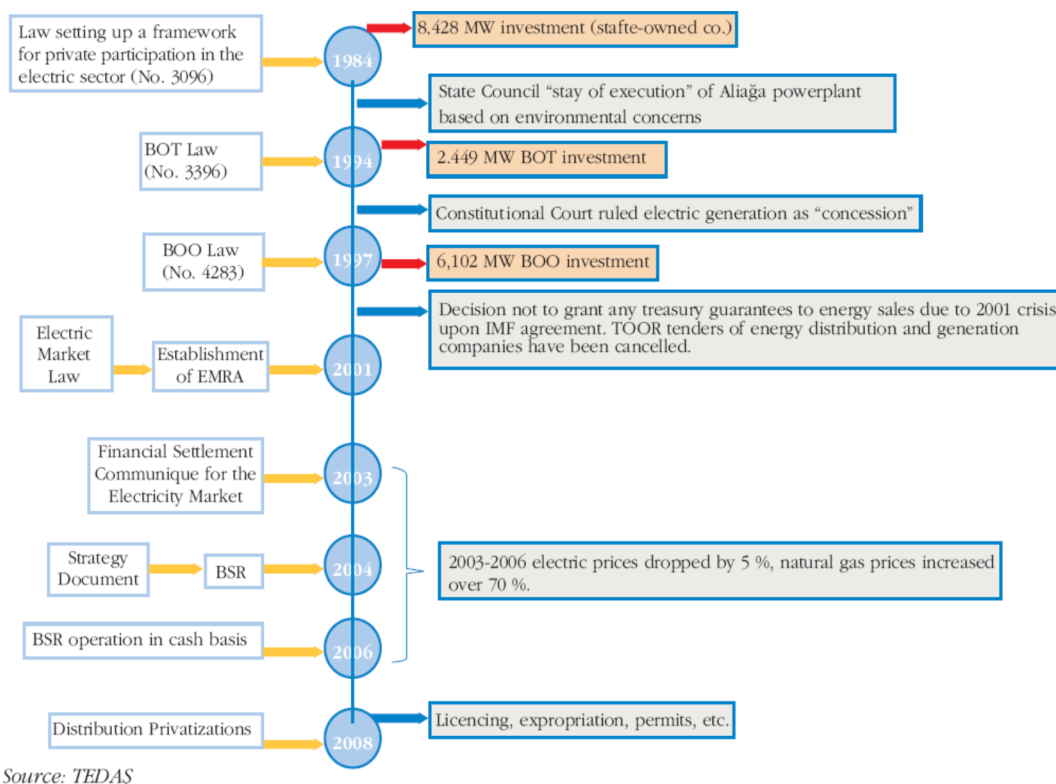 Law setting up a framework
for private participation in the
electric sector (No. 3096)
1984
8,428 MW investment (stafte-owned co.)
State Council “stay of execution” of Aliağa powerplant
based on environmental concerns
BOT Law
(No. 3396)
1994
2.449 MW BOT investment
Constitutional Court ruled electric generation as “concession”
BOO Law
(No. 4283)
1997
6,102 MW BOO investment
Decision not to grant any treasury guarantees to energy sales due to 2001 crisis
upon IMF agreement. TOOR tenders of energy distribution and generation
companies have been cancelled.
Electric
Market
Law
Establishment
of EMRA
2001
Financial Settlement
Communique for the
Electricity Market
2003
Strategy
Document
BSR
2004
2003-2006 electric prices dropped by 5 %, natural gas prices increased
over 70 %.
BSR operation in cash basis
2006
Distribution Privatizations
2008
Licencing, expropriation, permits, etc.
Source: TEDAS